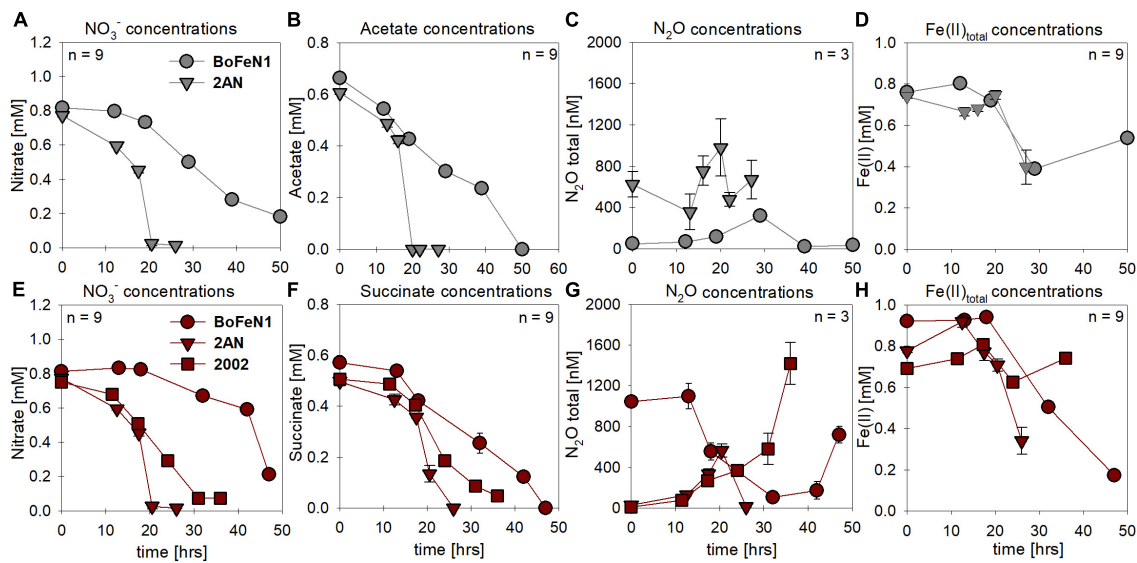 A NO₃⁻ concentrations
n = 9
BoFeN1
2AN
Nitrate [mM]
1.2
1.0
0.8
0.6
0.4
0.2
0.0
0 10 20 30 40 50
B Acetate concentrations
n = 9
Acetate [mM]
0.8
0.6
0.4
0.2
0.0
0 10 20 30 40 50 60
C N₂O concentrations
n = 3
N₂O total [nM]
2000
1600
1200
800
400
0
0 10 20 30 40 50
D Fe(II)total concentrations
n = 9
Fe(II) [mM]
1.0
0.8
0.6
0.4
0.2
0.0
0 10 20 30 40 50
E NO₃⁻ concentrations
n = 9
BoFeN1
2AN
2002
Nitrate [mM]
1.2
1.0
0.8
0.6
0.4
0.2
0.0
0 10 20 30 40 50
time [hrs]
F Succinate concentrations
n = 9
Succinate [mM]
0.8
0.6
0.4
0.2
0.0
0 10 20 30 40 50
time [hrs]
G N₂O concentrations
n = 3
N₂O total [nM]
2000
1600
1200
800
400
0
0 10 20 30 40 50
time [hrs]
H Fe(II)total concentrations
n = 9
Fe(II) [mM]
1.0
0.8
0.6
0.4
0.2
0.0
0 10 20 30 40 50
time [hrs]